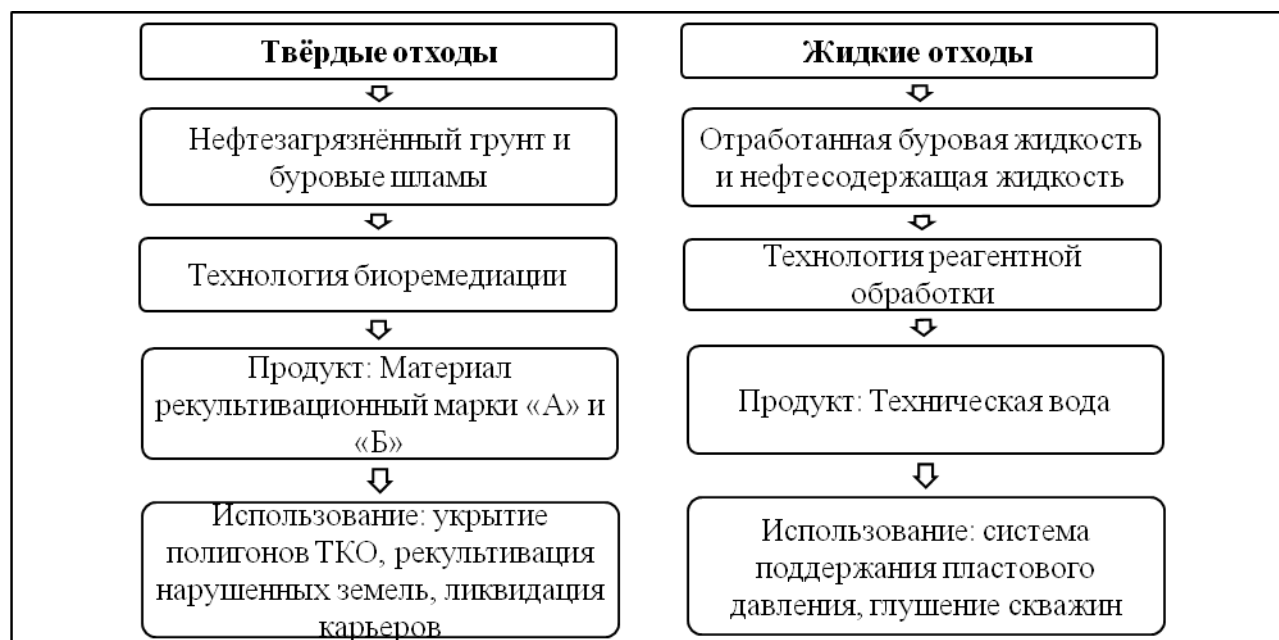 Твёрдые отходы
Нефтезагрязнённый грунт и
буровые шламы
Технология биоремедиации
Продукт: Материал
рекультивационный марки «А» и
«Б»
Использование: укрытие
полигонов ТКО, рекультивация
нарушенных земель, ликвидация
карьеров
Жидкие отходы
Отработанная буровая жидкость
и нефтесодержащая жидкость
Технология реагентной
обработки
Продукт: Техническая вода
Использование: система
поддержания пластового
давления, глушение скважин